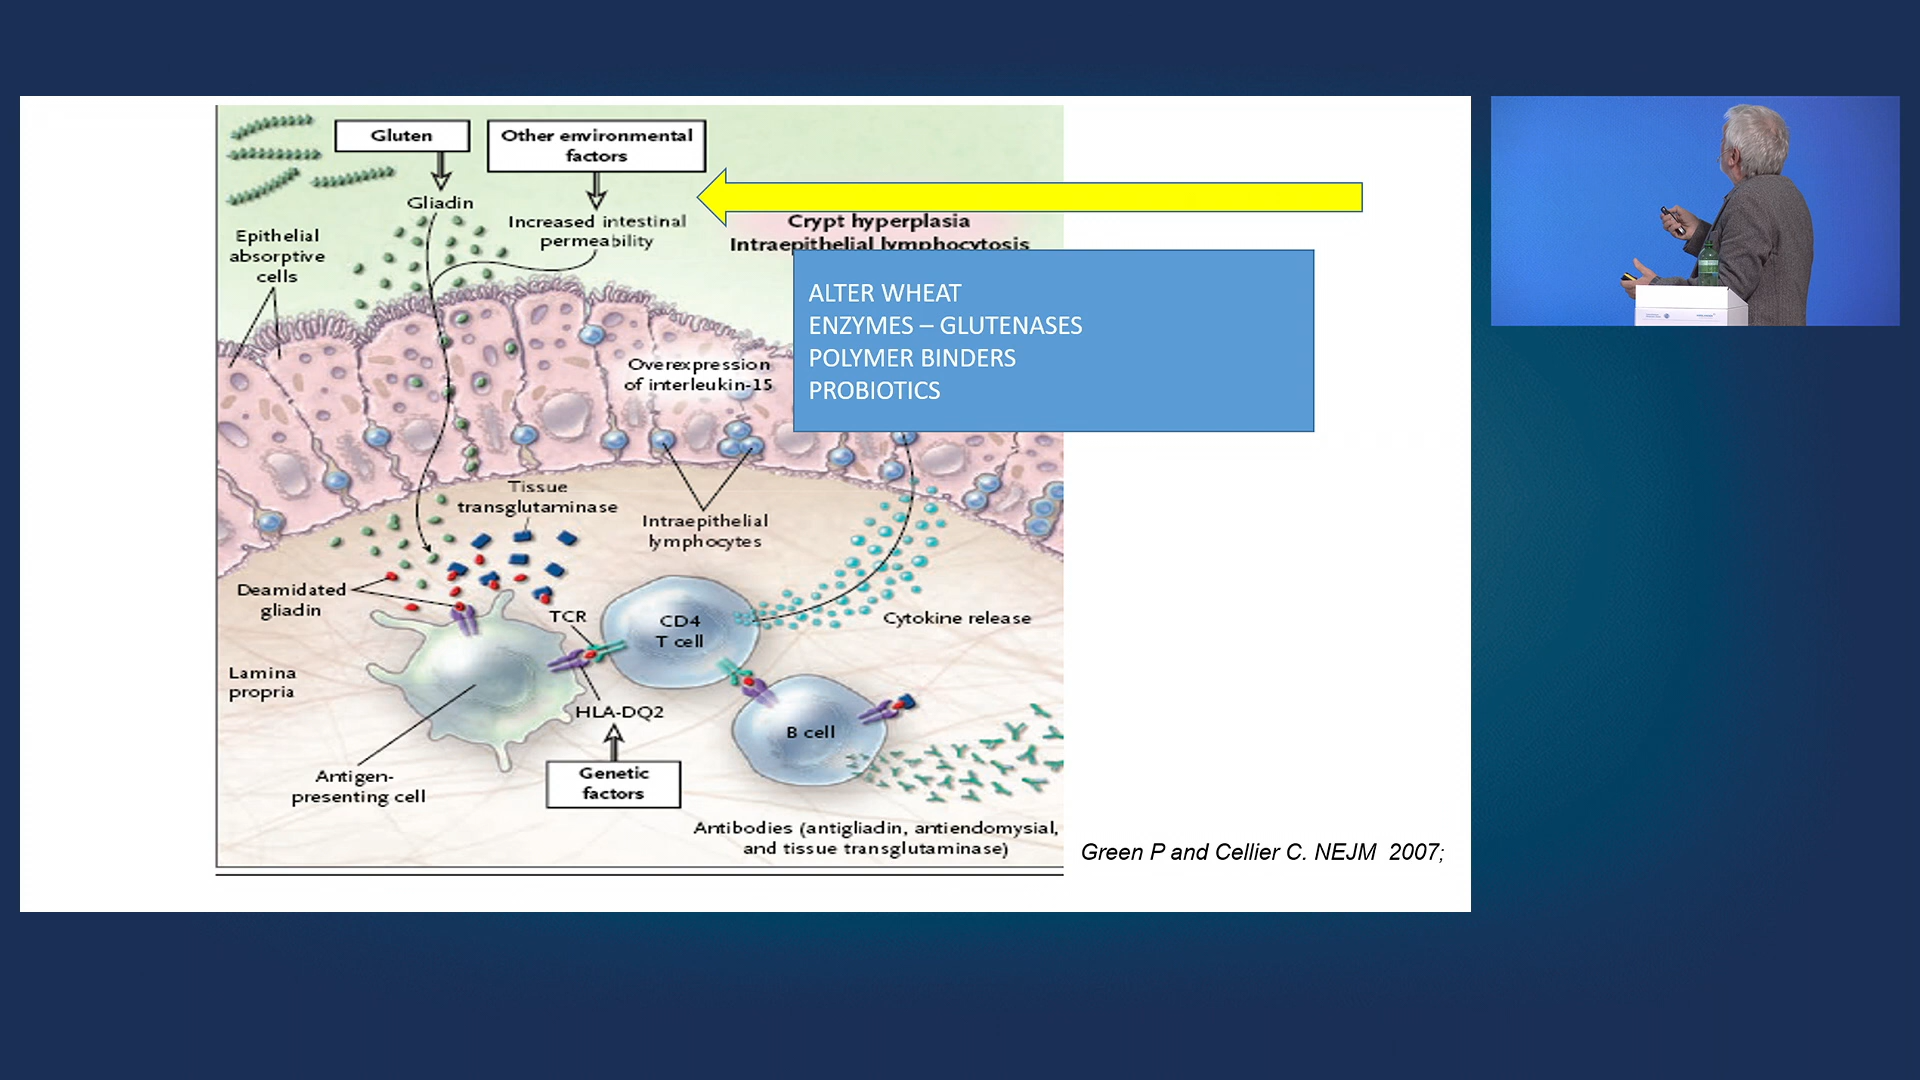 Gluten
Other environmental
factors
Gliadin
Increased intestinal
permeability
Crypt hyperplasia
Intraepithelial lymphocytosis
Epithelial
absorptive
cells
ALTER WHEAT
ENZYMES – GLUTENASES
POLYMER BINDERS
PROBIOTICS
Overexpression
of interleukin-15
Tissue
transglutaminase
Intraepithelial
lymphocytes
Deamidated
gliadin
TCR
CD4
T cell
Cytokine release
Lamina
propria
HLA-DQ2
B cell
Genetic
factors
Antigen-
presenting cell
Antibodies (antigliadin, antiendomysial,
and tissue transglutaminase)
Green P and Cellier C. NEJM 2007;